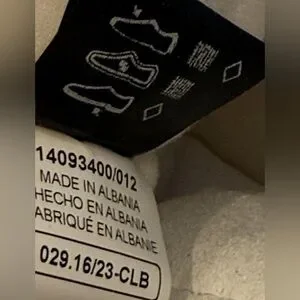 14093400/012
MADE IN ALBANIA
HECHO EN ALBANIA
FABRIQUÉ EN ALBANIE
029.16/23-CLB